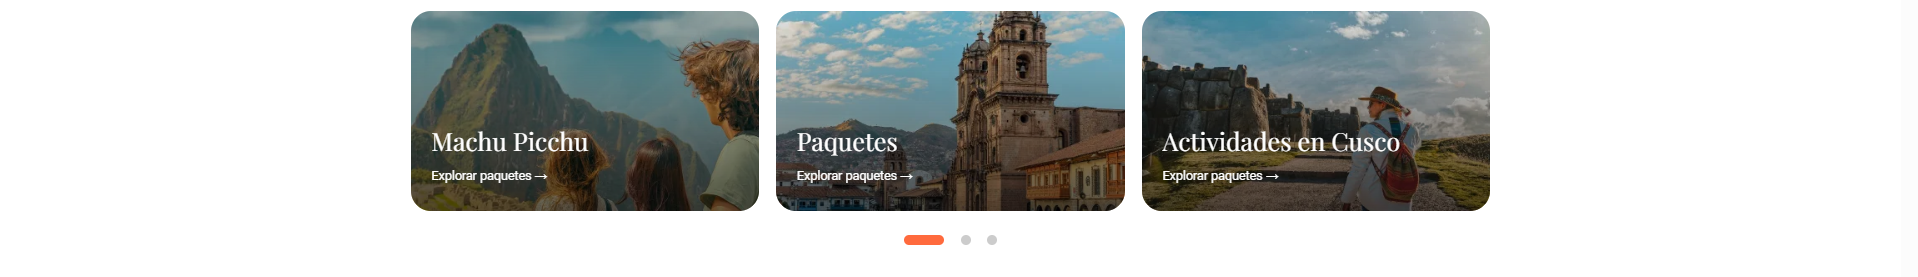 Machu Picchu
Explorar paquetes →
Paquetes
Explorar paquetes →
Actividades en Cusco
Explorar paquetes →